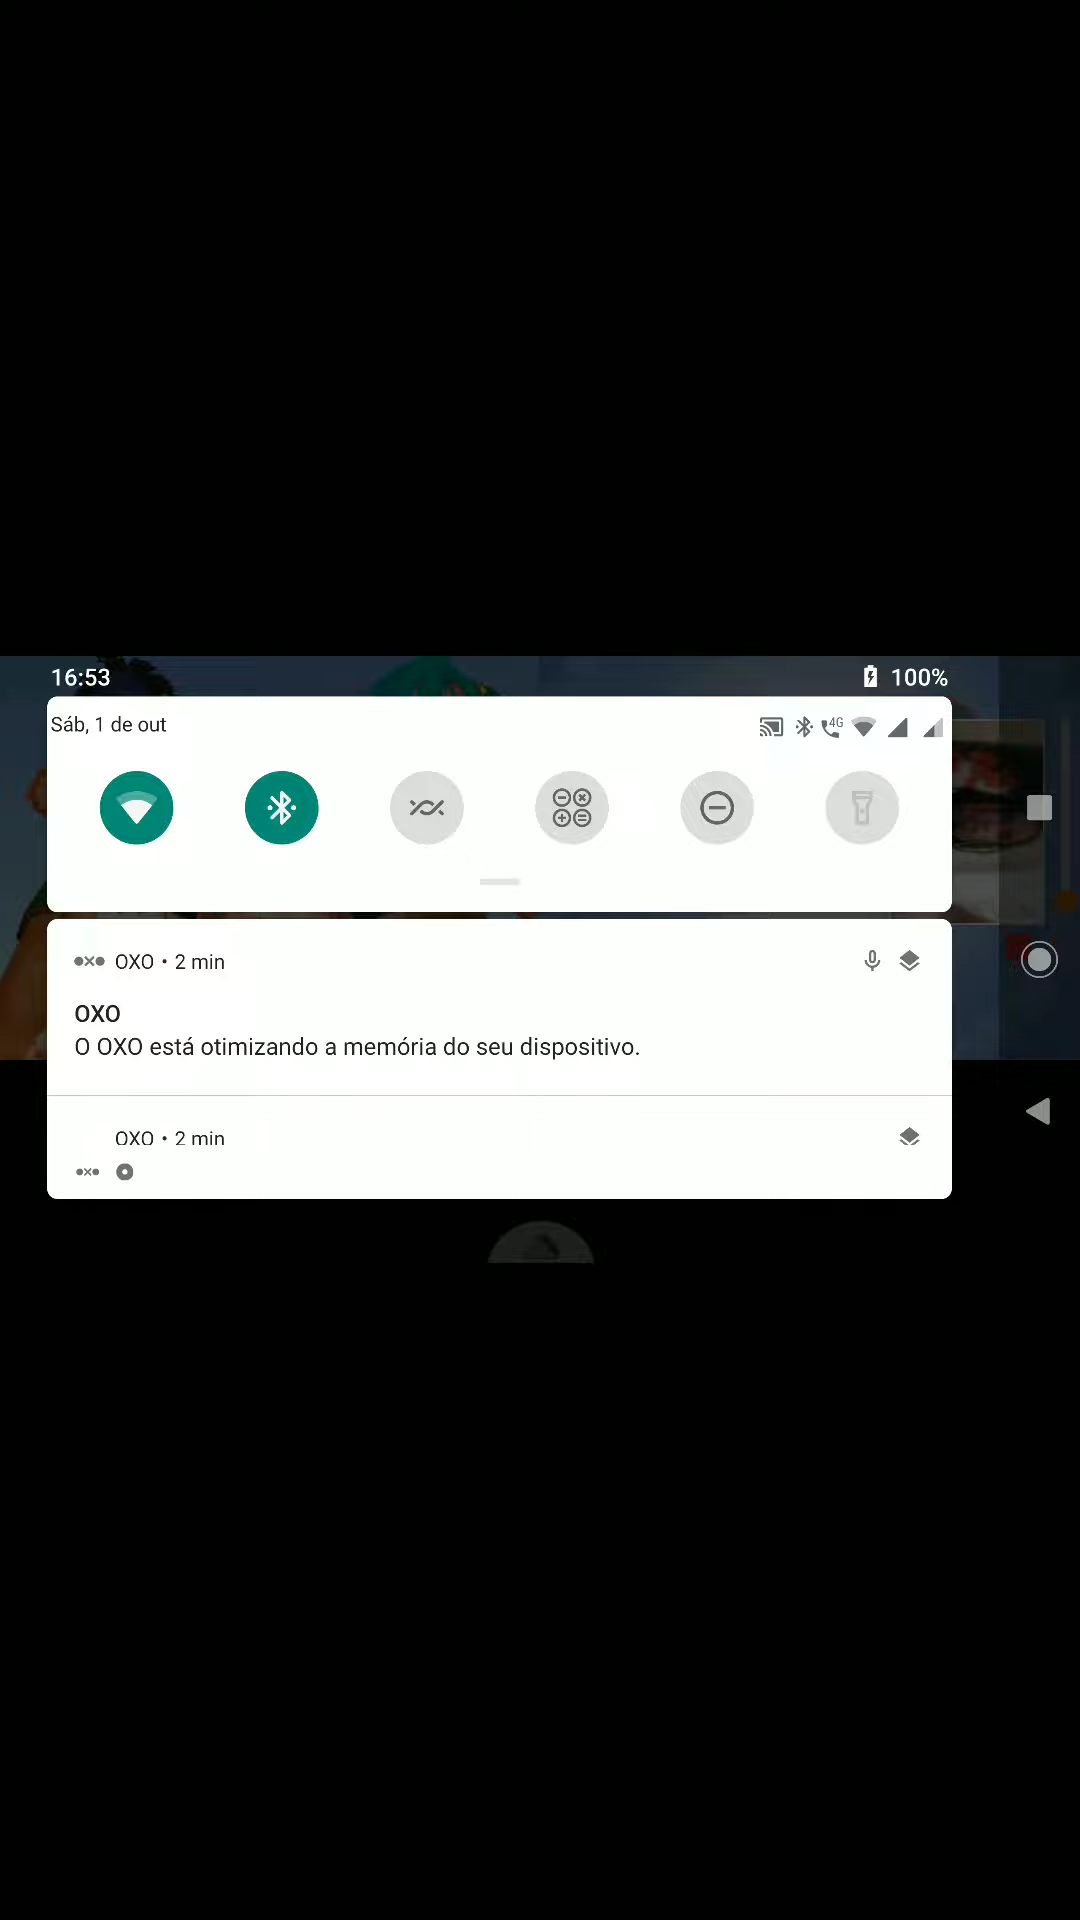 16:53
100%
Sáb, 1 de out
4G
OXO • 2 min
OXO
O OXO está otimizando a memória do seu dispositivo.
OXO • 2 min